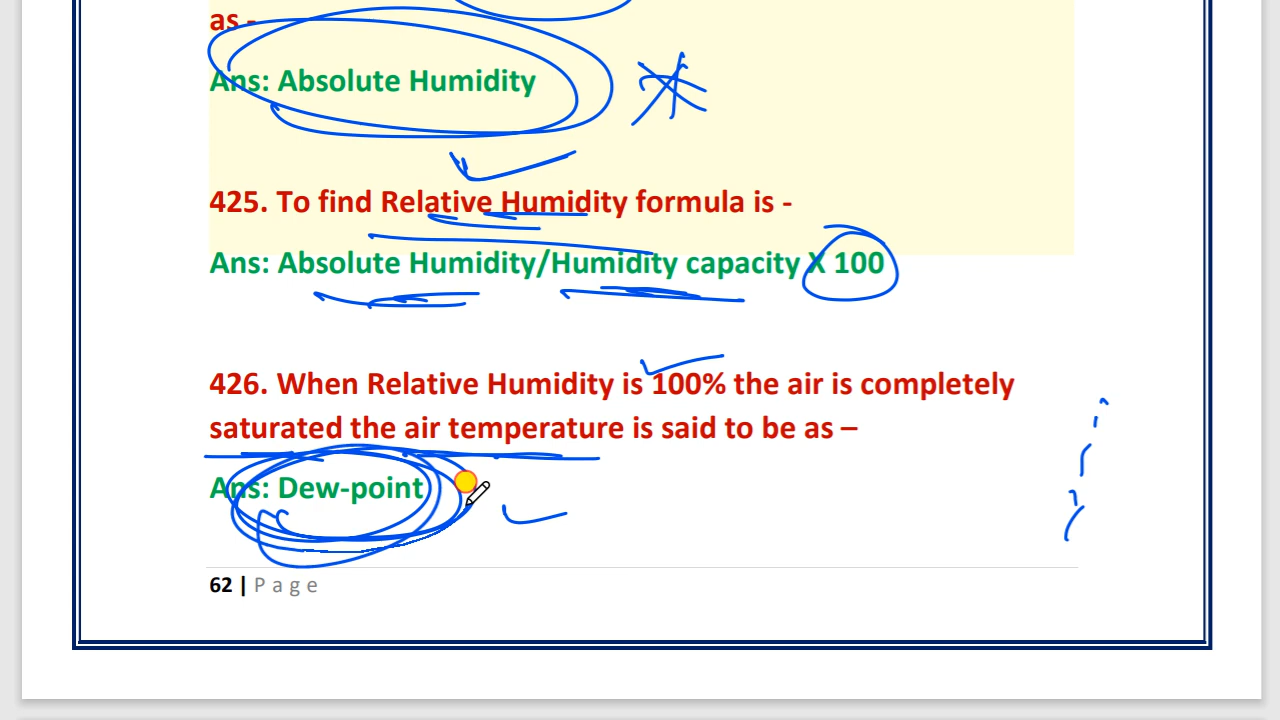 as -
Ans: Absolute Humidity
425. To find Relative Humidity formula is -
Ans: Absolute Humidity/Humidity capacity X 100
426. When Relative Humidity is 100% the air is completely
saturated the air temperature is said to be as –
Ans: Dew-point
62 | Page